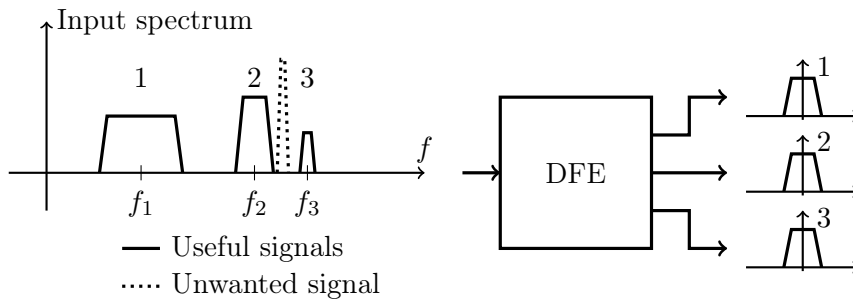 Input spectrum
1
2
3
f
f1
f2
f3
Useful signals
Unwanted signal
DFE
1
2
3